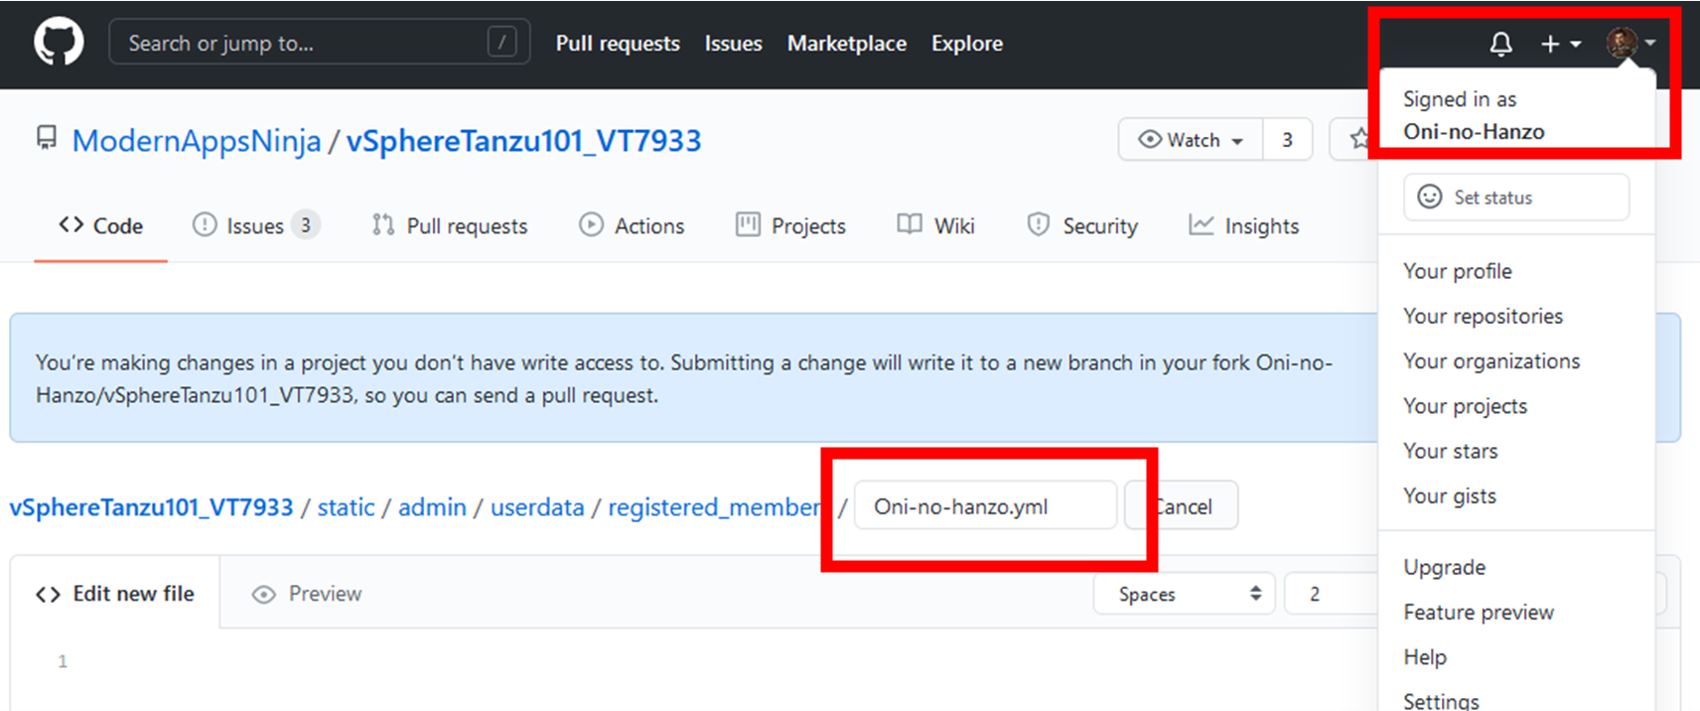 Search or jump to... /
Pull requests Issues Marketplace Explore
Signed in as
Oni-no-Hanzo
ModernAppsNinja / vSphereTanzu101_VT7933
Watch 3
Set status
Code Issues 3 Pull requests Actions Projects Wiki Security Insights
Your profile
Your repositories
Your organizations
Your projects
Your stars
Your gists
Upgrade
Feature preview
Help
Settings
You're making changes in a project you don't have write access to. Submitting a change will write it to a new branch in your fork Oni-no-
Hanzo/vSphereTanzu101_VT7933, so you can send a pull request.
vSphereTanzu101_VT7933 / static / admin / userdata / registered_member / Oni-no-hanzo.yml Cancel
Edit new file Preview Spaces 2
1